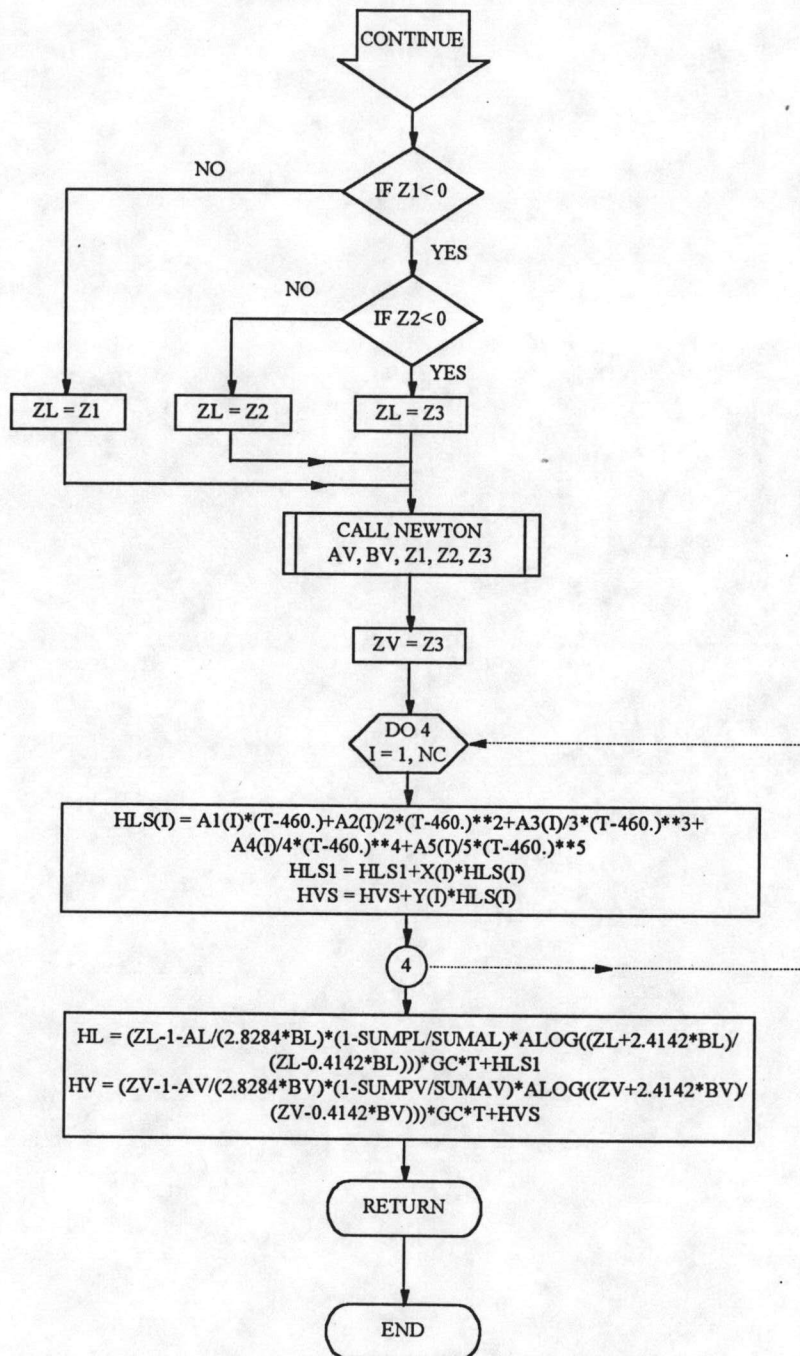 CONTINUE
NO
IF Z1< 0
YES
NO
IF Z2< 0
YES
ZL = Z1
ZL = Z2
ZL = Z3
CALL NEWTON
AV, BV, Z1, Z2, Z3
ZV = Z3
DO 4
I = 1, NC
HLS(I) = A1(I)*(T-460.)+A2(I)/2*(T-460.)**2+A3(I)/3*(T-460.)**3+
A4(I)/4*(T-460.)**4+A5(I)/5*(T-460.)**5
HLS1 = HLS1+X(I)*HLS(I)
HVS = HVS+Y(I)*HLS(I)
4
HL = (ZL-1-AL/(2.8284*BL)*(1-SUMPL/SUMAL)*ALOG((ZL+2.4142*BL)/
(ZL-0.4142*BL)))*GC*T+HLS1
HV = (ZV-1-AV/(2.8284*BV)*(1-SUMPV/SUMAV)*ALOG((ZV+2.4142*BV)/
(ZV-0.4142*BV)))*GC*T+HVS
RETURN
END